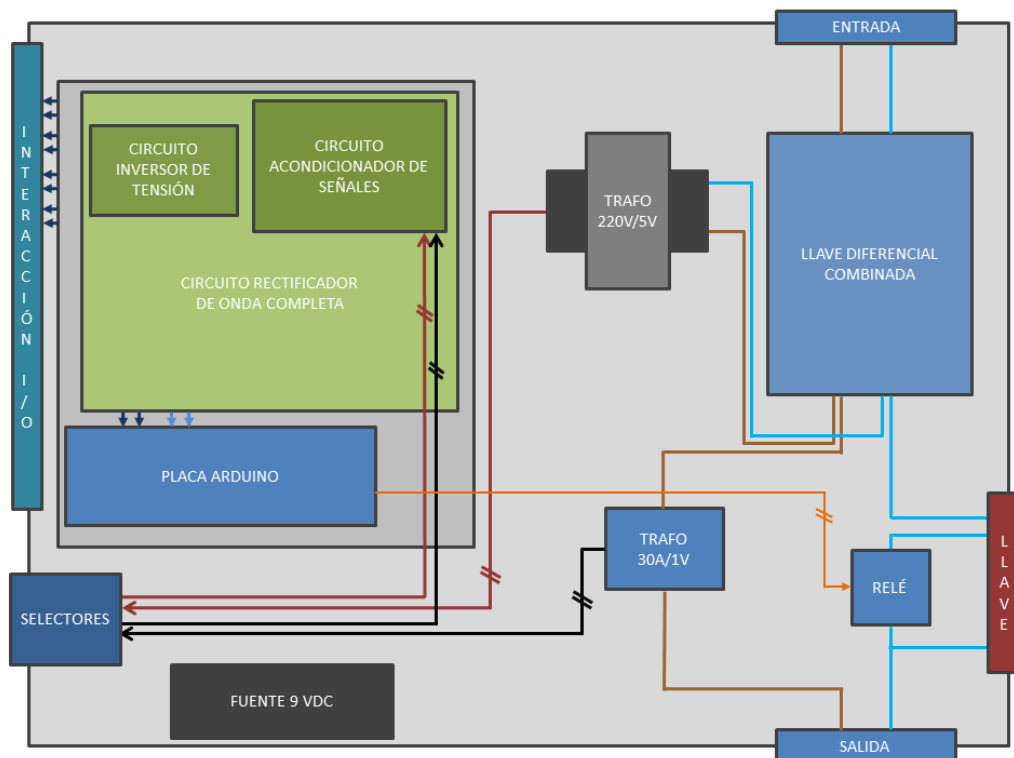 ENTRADA
INTERACCIÓN I/O
CIRCUITO
INVERSOR DE
TENSIÓN
CIRCUITO
ACONDICIONADOR DE
SEÑALES
TRAFO
220V/5V
LLAVE DIFERENCIAL
COMBINADA
CIRCUITO RECTIFICADOR
DE ONDA COMPLETA
PLACA ARDUINO
TRAFO
30A/1V
RELÉ
LLAVE
SELECTORES
FUENTE 9 VDC
SALIDA